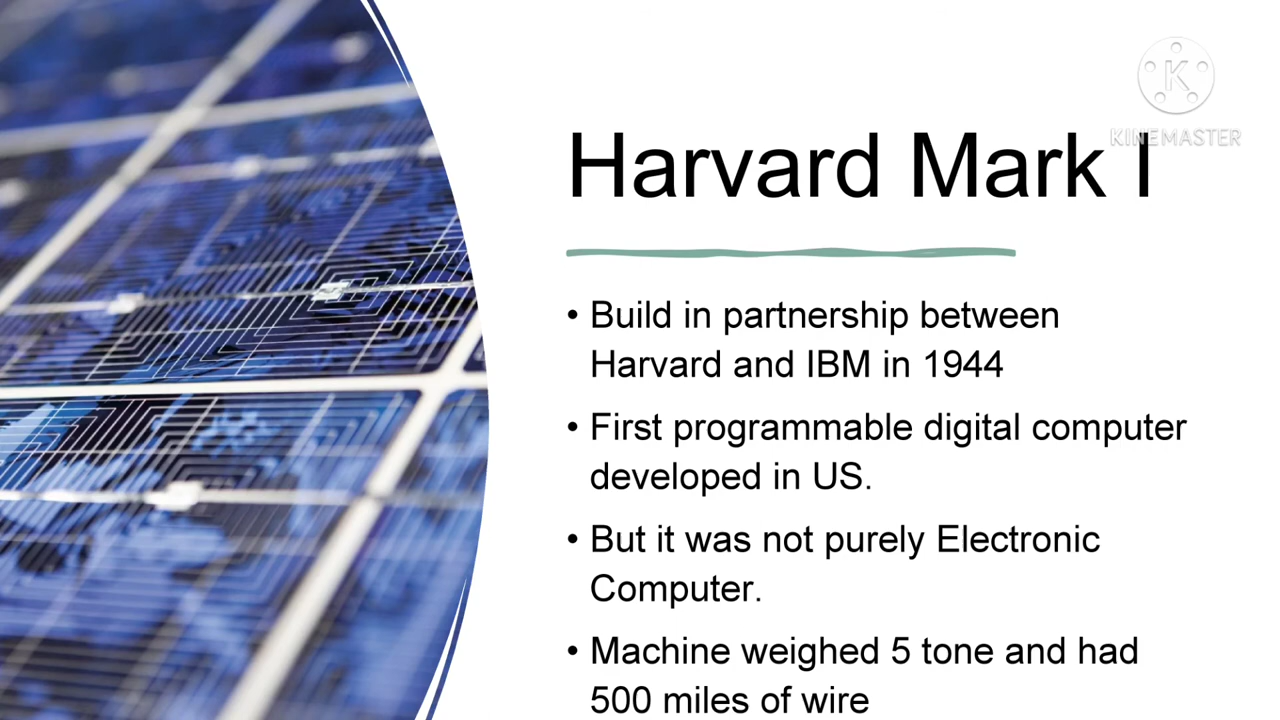 KINEMASTER
Harvard Mark I
• Build in partnership between
Harvard and IBM in 1944
• First programmable digital computer
developed in US.
• But it was not purely Electronic
Computer.
• Machine weighed 5 tone and had
500 miles of wire